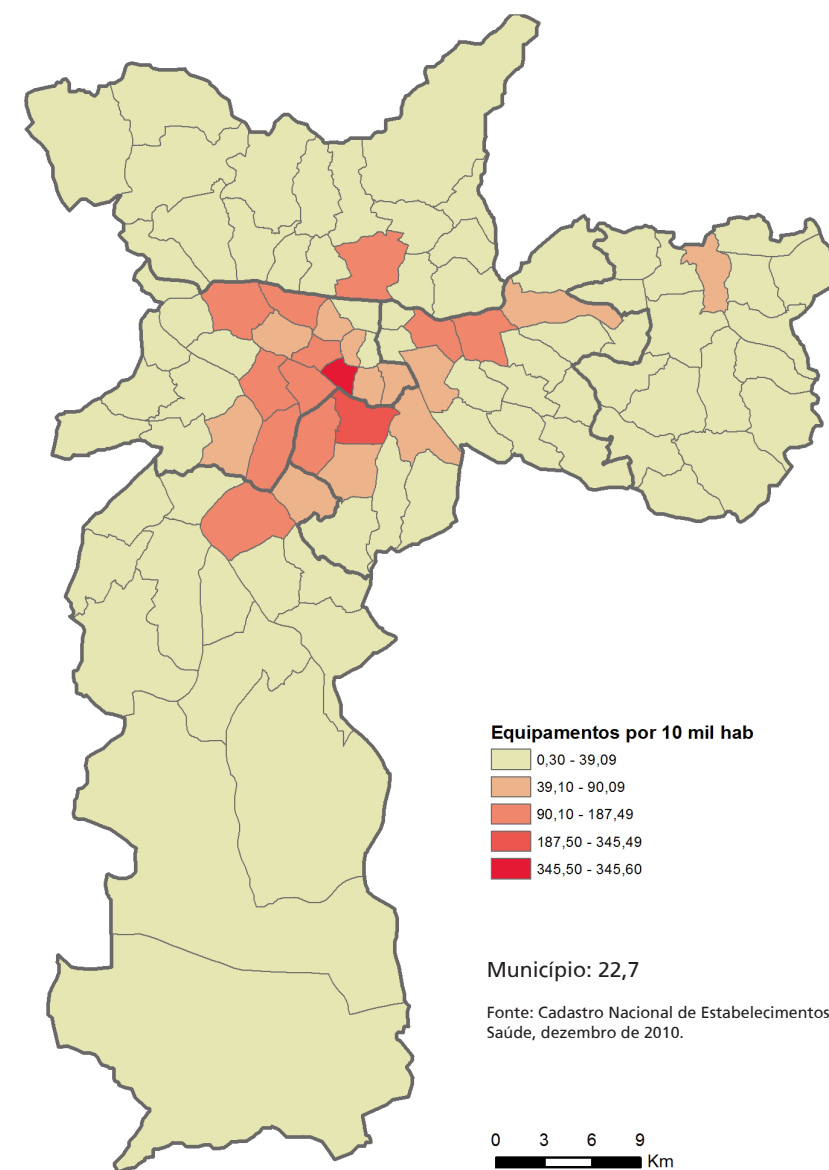 Equipamentos por 10 mil hab
0,30 - 39,09
39,10 - 90,09
90,10 - 187,49
187,50 - 345,49
345,50 - 345,60
Município: 22,7
Fonte: Cadastro Nacional de Estabelecimentos
Saúde, dezembro de 2010.
0 3 6 9
Km